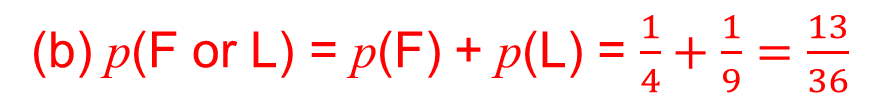 (b) p(F or L) = p(F) + p(L) = 1/4 + 1/9 = 13/36